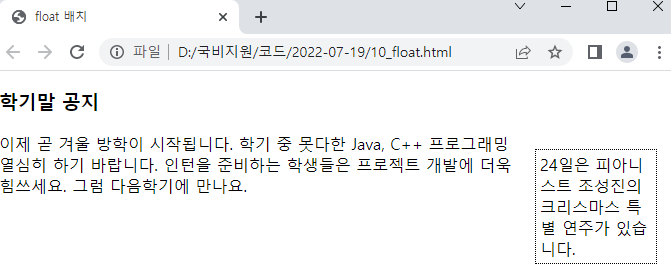 float 배치
파일 D:/국비지원/코드/2022-07-19/10_float.html
학기말 공지
이제 곧 겨울 방학이 시작됩니다. 학기 중 못다한 Java, C++ 프로그래밍
열심히 하기 바랍니다. 인턴을 준비하는 학생들은 프로젝트 개발에 더욱
힘쓰세요. 그럼 다음학기에 만나요.
24일은 피아니
스트 조성진의
크리스마스 특
별 연주가 있습
니다.